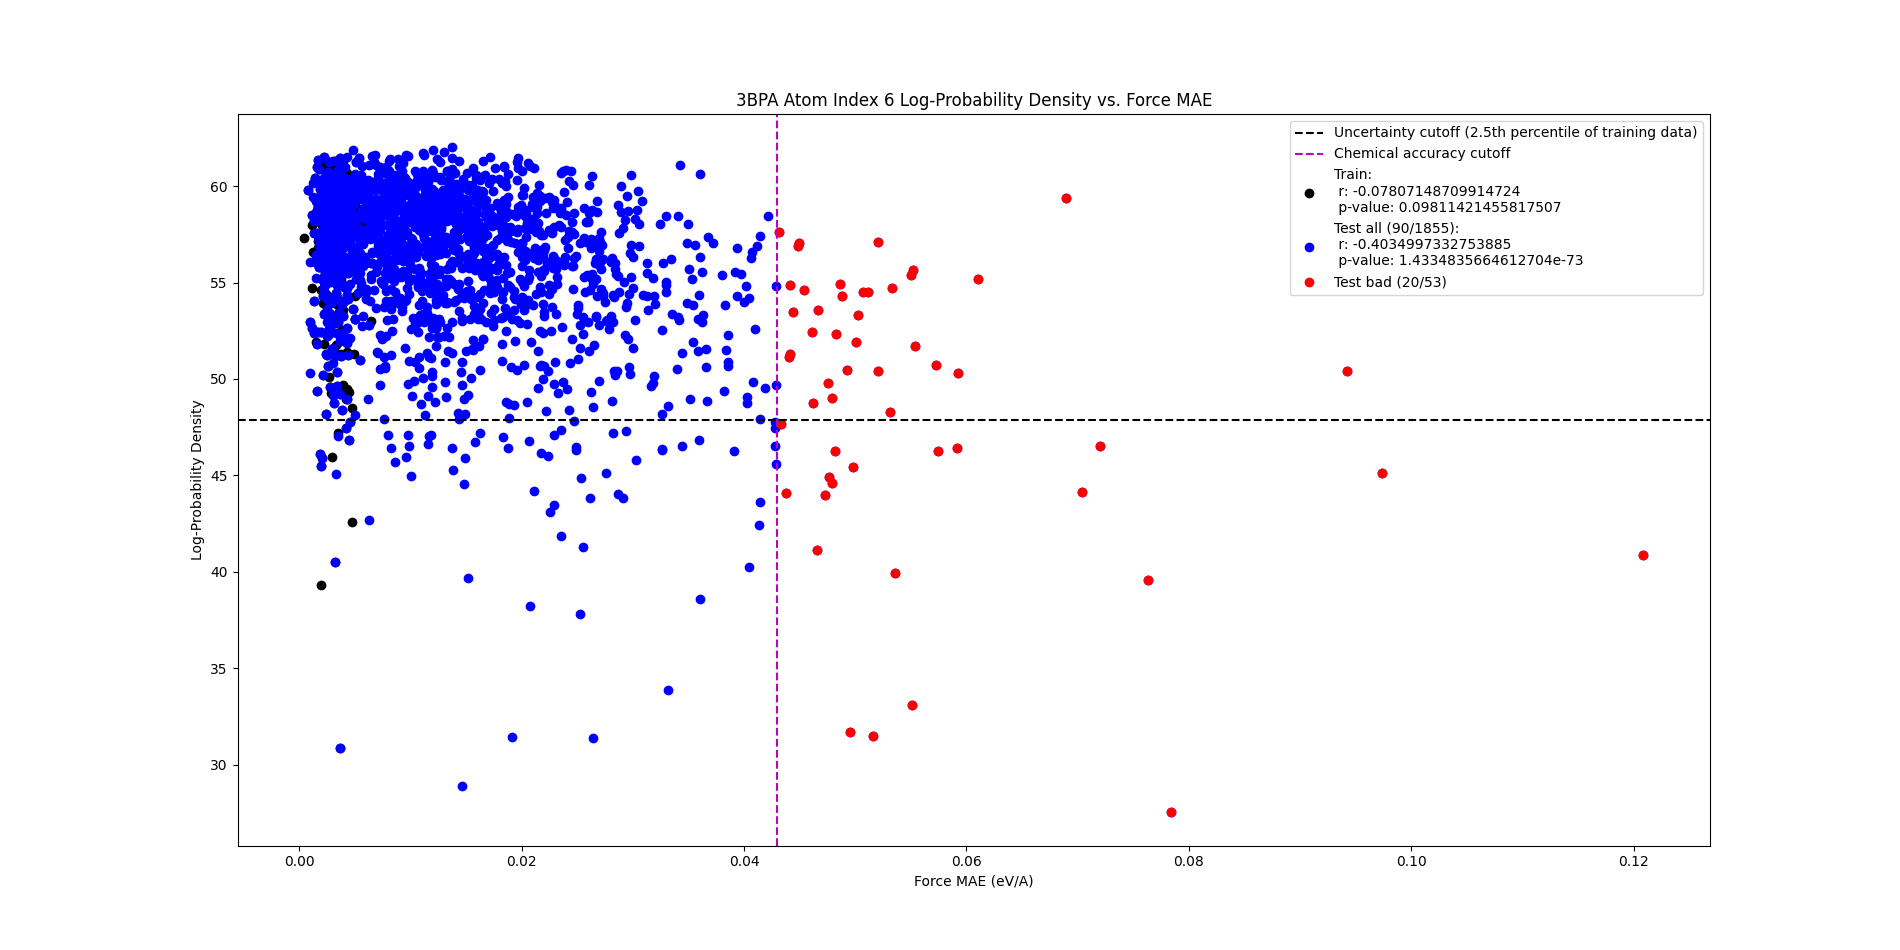 3BPA Atom Index 6 Log-Probability Density vs. Force MAE
Uncertainty cutoff (2.5th percentile of training data)
Chemical accuracy cutoff
Train:
r: -0.07807148709914724
p-value: 0.09811421455817507
Test all (90/1855):
r: -0.4034997332753885
p-value: 1.4334835664612704e-73
Test bad (20/53)
Log-Probability Density
60
55
50
45
40
35
30
0.00
0.02
0.04
0.06
0.08
0.10
0.12
Force MAE (eV/A)